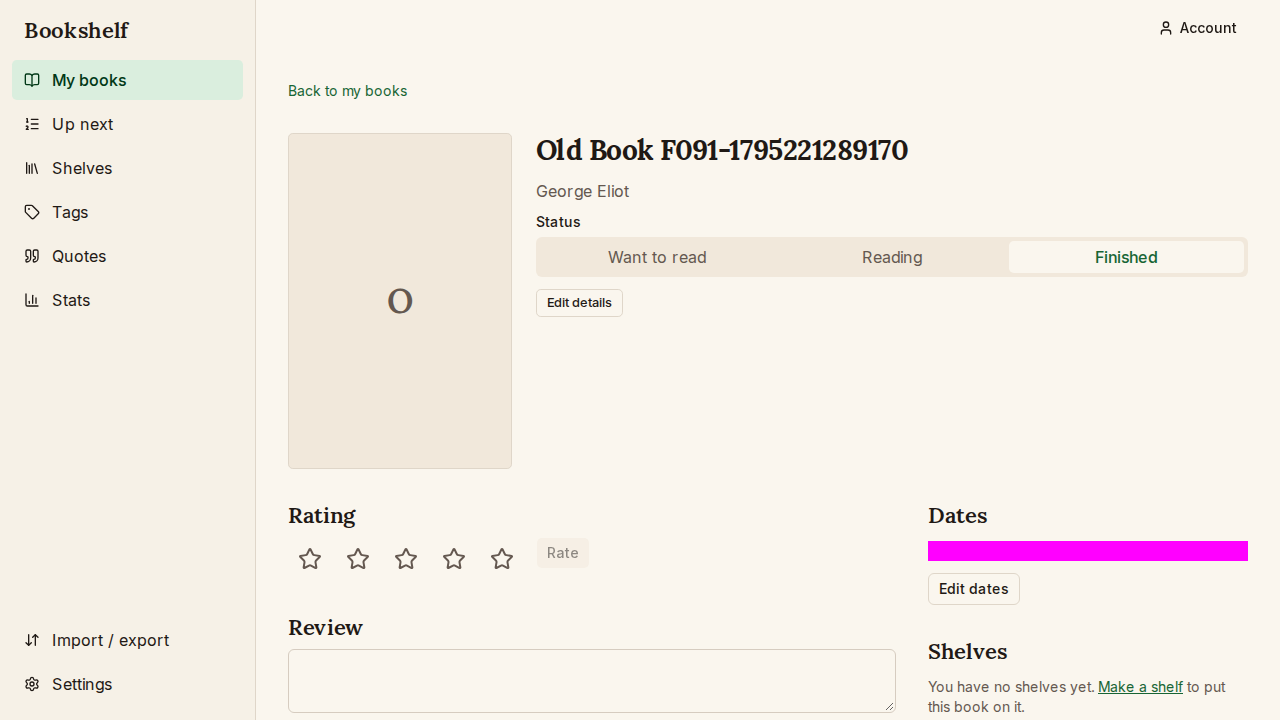 Bookshelf
My books
Up next
Shelves
Tags
Quotes
Stats
Import / export
Settings
Account
Back to my books
O
Old Book F091-1795221289170
George Eliot
Status
Want to read
Reading
Finished
Edit details
Rating
Rate
Review
Dates
Edit dates
Shelves
You have no shelves yet. Make a shelf to put
this book on it.